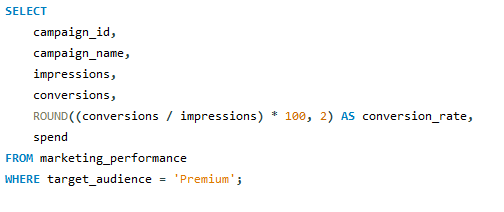 SELECT
    campaign_id,
    campaign_name,
    impressions,
    conversions,
    ROUND((conversions / impressions) * 100, 2) AS conversion_rate,
    spend
FROM marketing_performance
WHERE target_audience = 'Premium';